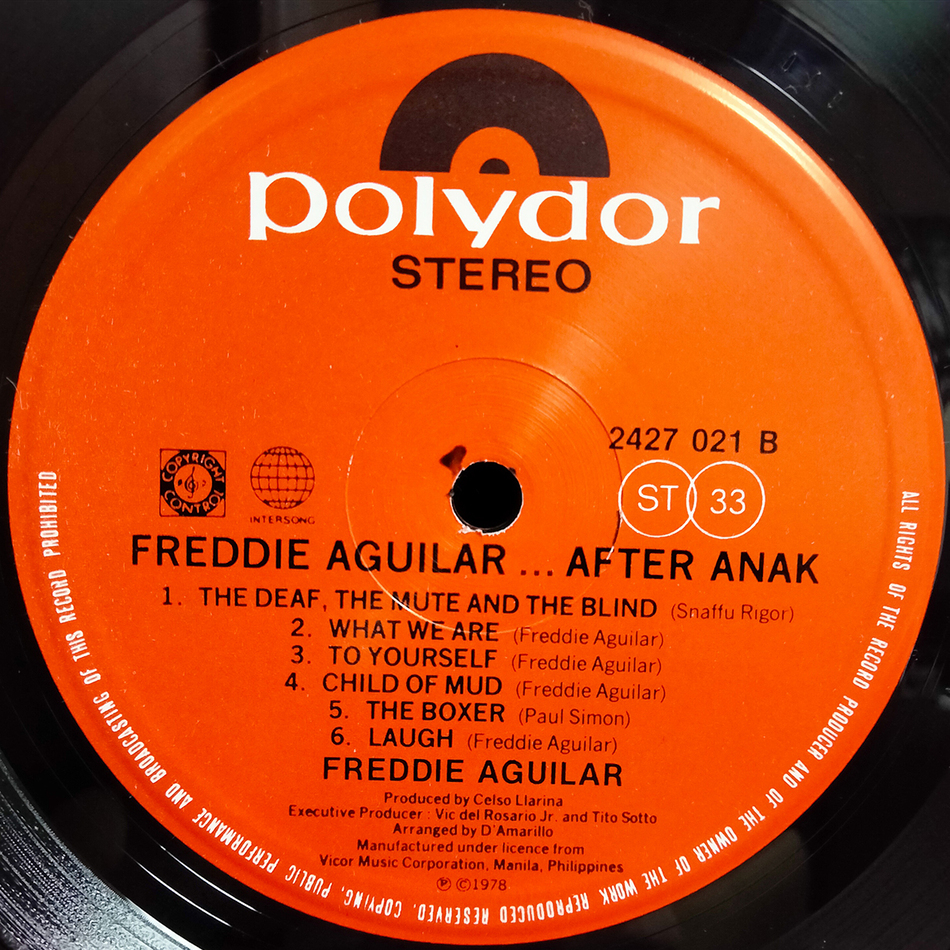 polydor
STEREO
2427 021 B
COPYRIGHT
CONTROL
INTERSONG
ST 33
FREDDIE AGUILAR ... AFTER ANAK
1. THE DEAF, THE MUTE AND THE BLIND (Snaffu Rigor)
2. WHAT WE ARE (Freddie Aguilar)
3. TO YOURSELF (Freddie Aguilar)
4. CHILD OF MUD (Freddie Aguilar)
5. THE BOXER (Paul Simon)
6. LAUGH (Freddie Aguilar)
FREDDIE AGUILAR
Produced by Celso Llarina
Executive Producer : Vic del Rosario Jr. and Tito Sotto
Arranged by D'Amarillo
Manufactured under licence from
Vicor Music Corporation, Manila, Philippines
℗ ©1978
ALL RIGHTS OF THE RECORD PRODUCER AND OF THE OWNER OF THE WORK REPRODUCED RESERVED. COPYING, PUBLIC PERFORMANCE AND BROADCASTING OF THIS RECORD PROHIBITED